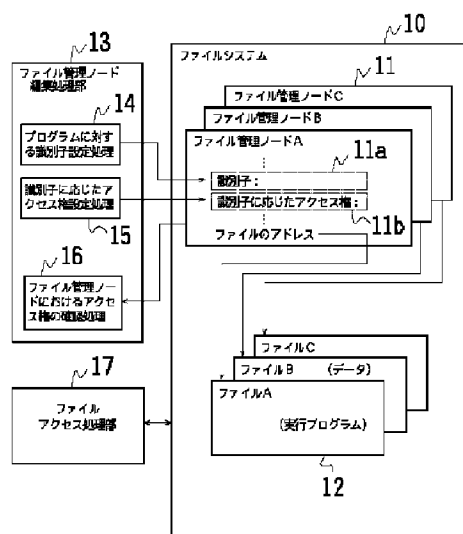 10
ファイルシステム
11
ファイル管理ノードC
ファイル管理ノードB
ファイル管理ノードA
11a
識別子:
識別子に応じたアクセス権:
11b
ファイルのアドレス
13
ファイル管理ノード
編集処理部
14
プログラムに対す
る識別子設定処理
識別子に応じたア
クセス権設定処理
15
16
ファイル管理ノー
ドにおけるアクセ
ス権の確認処理
17
ファイル
アクセス処理部
ファイルC
ファイルB (データ)
ファイルA
(実行プログラム)
12